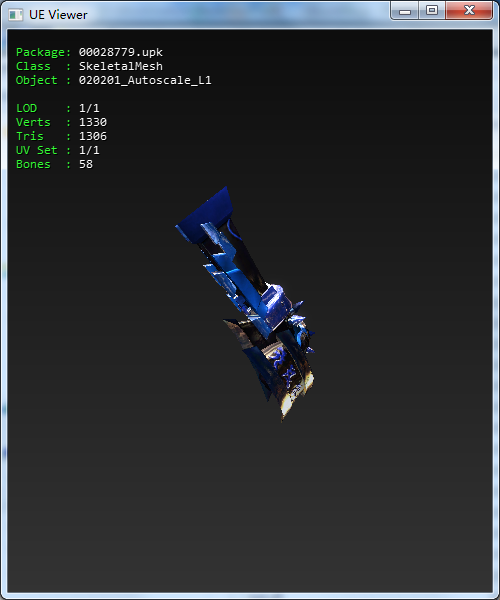 UE Viewer
Package: 00028779.upk
Class  : SkeletalMesh
Object : 020201_Autoscale_L1
LOD    : 1/1
Verts  : 1330
Tris   : 1306
UV Set : 1/1
Bones  : 58